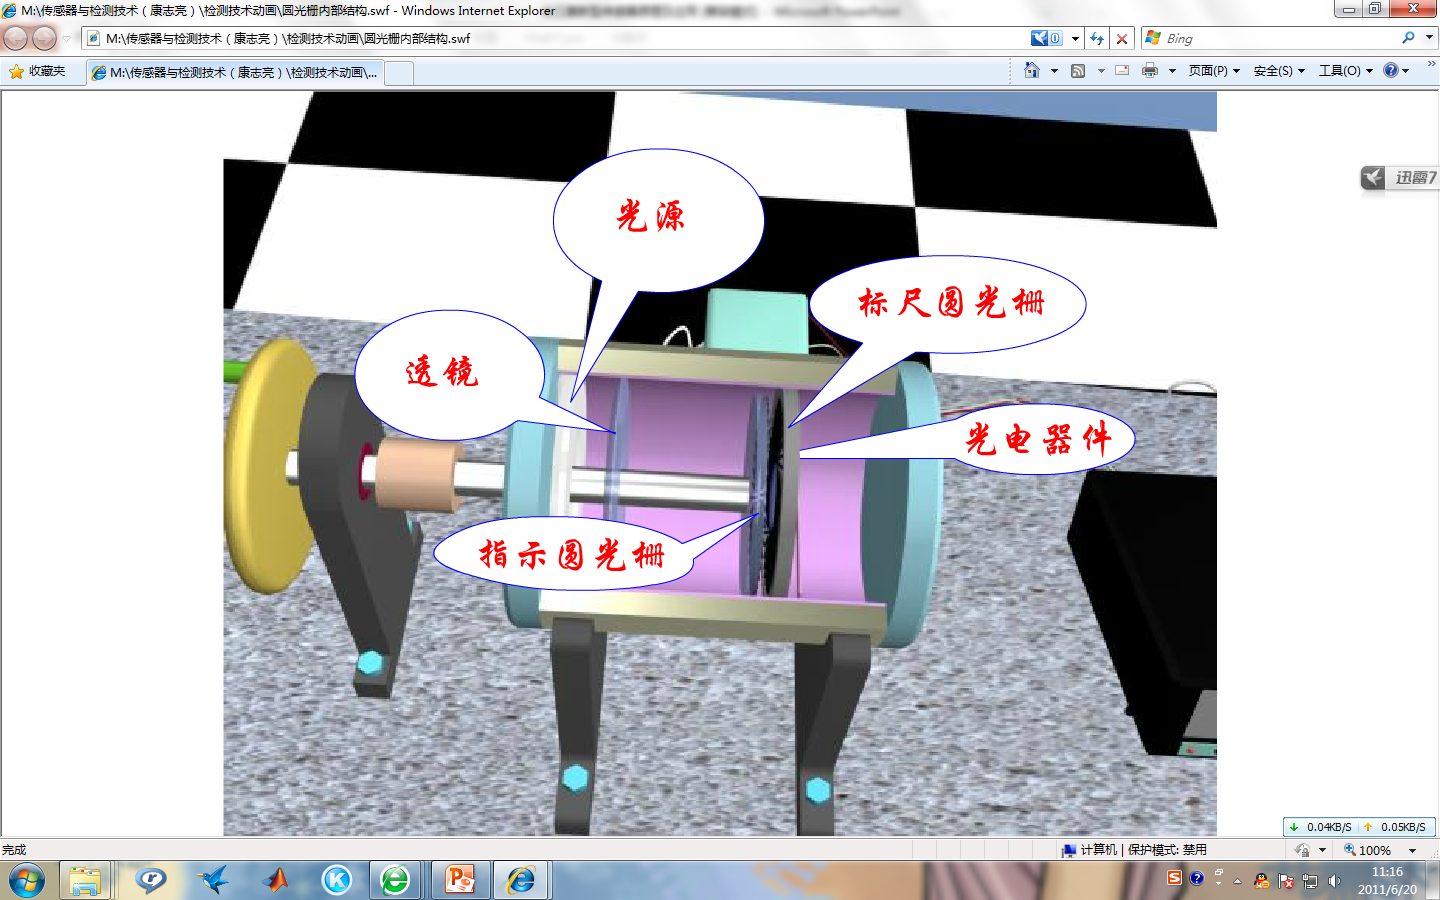 M:\传感器与检测技术（康志亮）\检测技术动画\圆光栅内部结构.swf - Windows Internet Explorer
M:\传感器与检测技术（康志亮）\检测技术动画\圆光栅内部结构.swf
Bing
收藏夹
M:\传感器与检测技术（康志亮）\检测技术动画\...
页面(P)
安全(S)
工具(O)
迅雷7
光源
标尺圆光栅
透镜
光电器件
指示圆光栅
0.04KB/S
0.05KB/S
完成
计算机 | 保护模式: 禁用
100%
11:16
2011/6/20